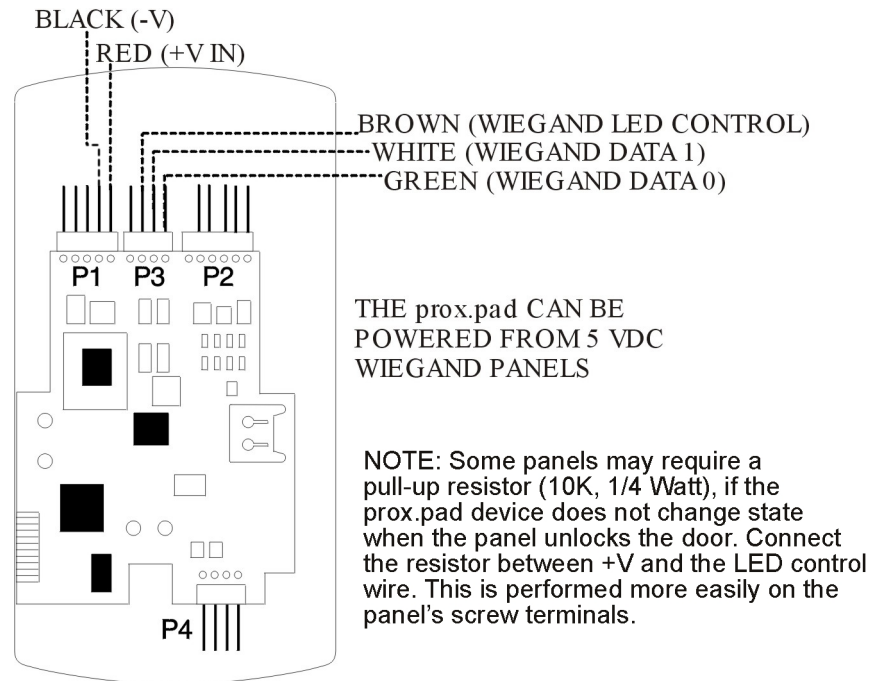 BLACK (-V)
RED (+V IN)
BROWN (WIEGAND LED CONTROL)
WHITE (WIEGAND DATA 1)
GREEN (WIEGAND DATA 0)
P1
P3
P2
THE prox.pad CAN BE
POWERED FROM 5 VDC
WIEGAND PANELS
NOTE: Some panels may require a
pull-up resistor (10K, 1/4 Watt), if the
prox.pad device does not change state
when the panel unlocks the door. Connect
the resistor between +V and the LED control
wire. This is performed more easily on the
panel's screw terminals.
P4